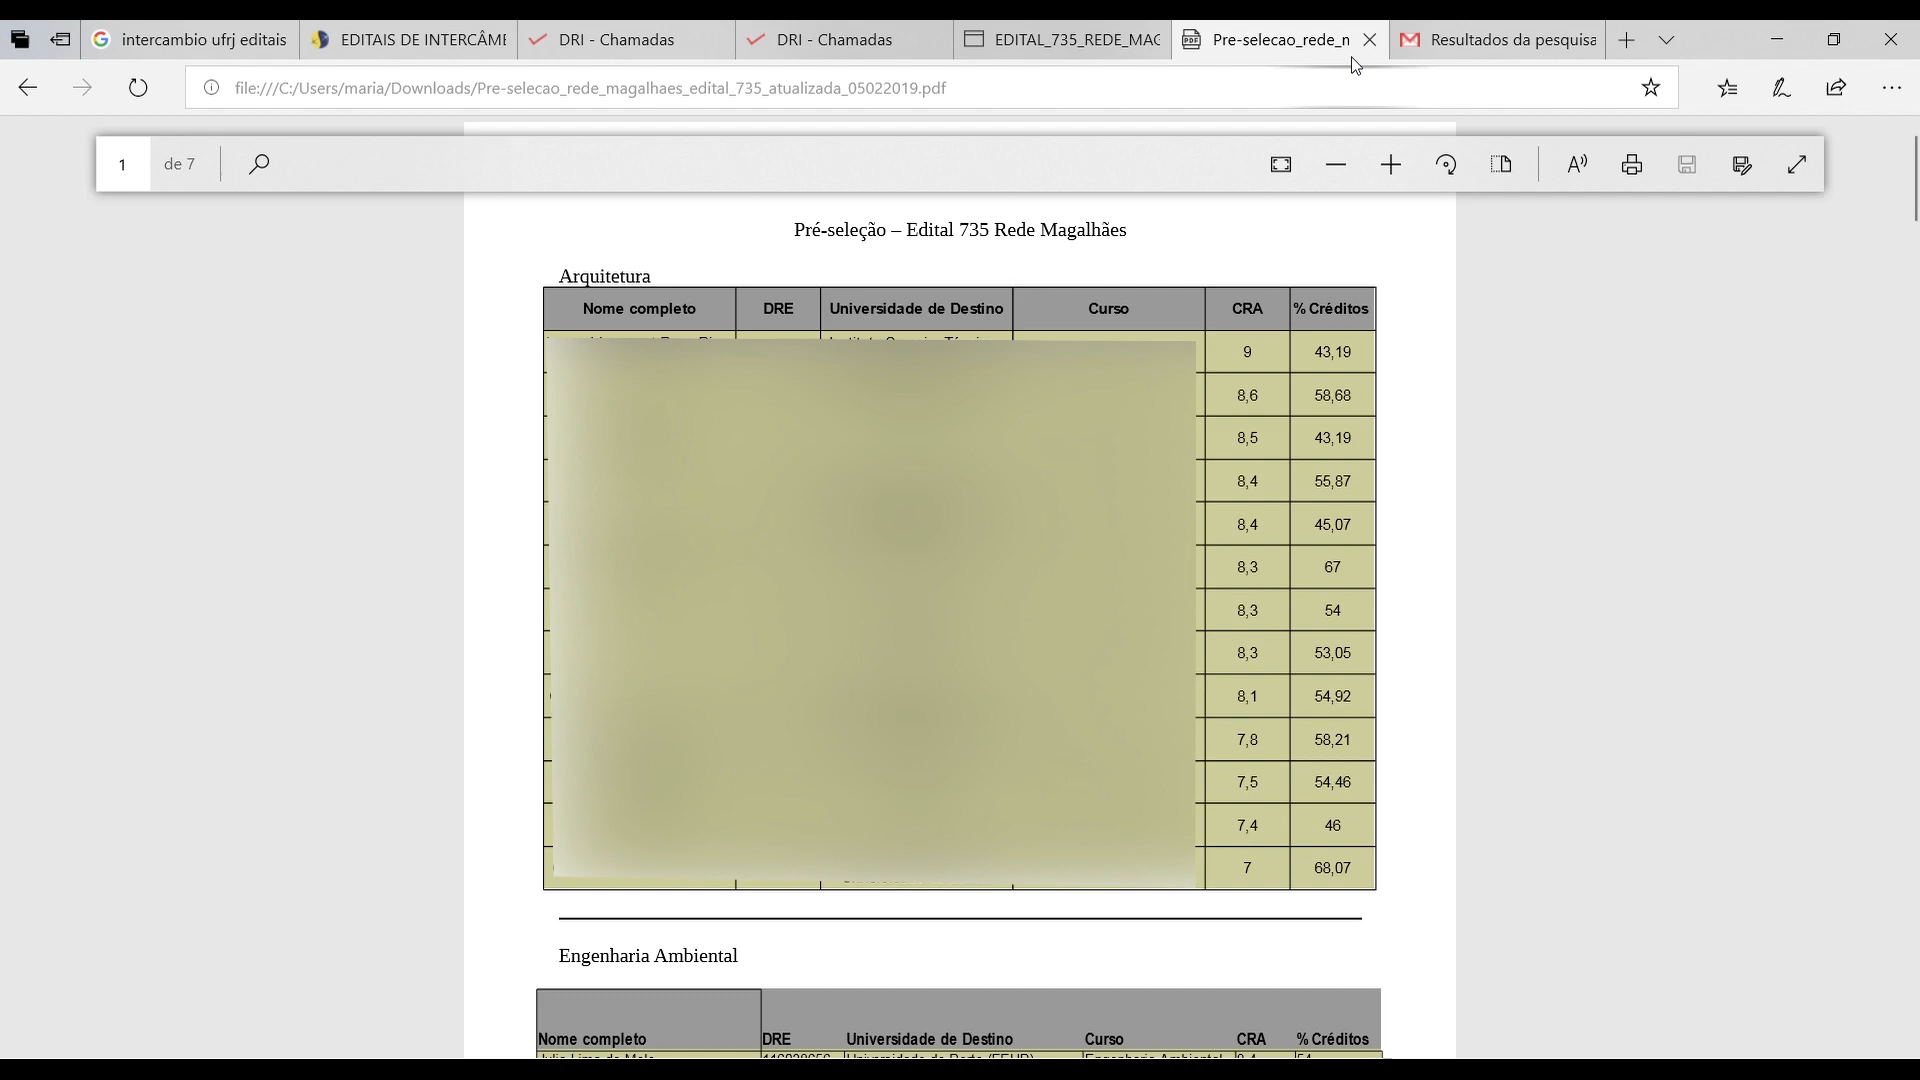 intercambio ufrj editais
EDITAIS DE INTERCÂME
DRI - Chamadas
DRI - Chamadas
EDITAL_735_REDE_MAG
Pre-selecao_rede_n
Resultados da pesquisa
file:///C:/Users/maria/Downloads/Pre-selecao_rede_magalhaes_edital_735_atualizada_05022019.pdf
1 de 7
Pré-seleção – Edital 735 Rede Magalhães
Arquitetura
Nome completo DRE Universidade de Destino Curso CRA % Créditos
9 43,19
8,6 58,68
8,5 43,19
8,4 55,87
8,4 45,07
8,3 67
8,3 54
8,3 53,05
8,1 54,92
7,8 58,21
7,5 54,46
7,4 46
7 68,07
Engenharia Ambiental
Nome completo DRE Universidade de Destino Curso CRA % Créditos